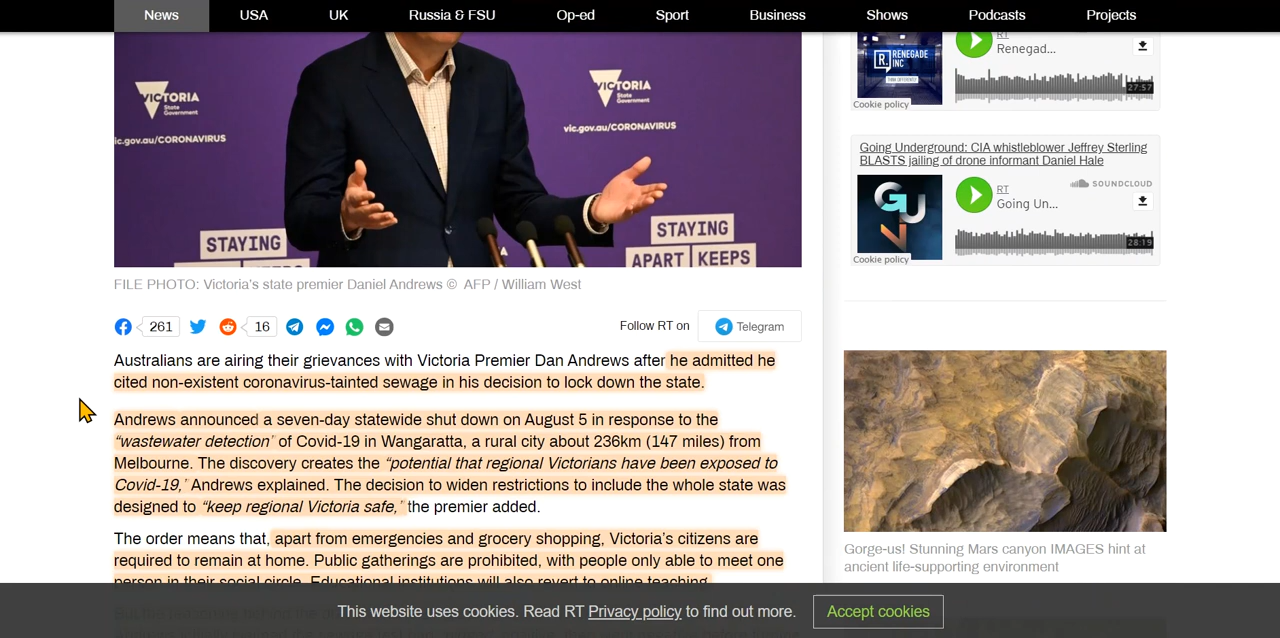 News USA UK Russia & FSU Op-ed Sport Business Shows Podcasts Projects
VICTORIA
State
Government
ic.gov.au/CORONAVIRUS
VICTORIA
State
Government
vic.gov.au/CORONAVIRUS
STAYING
APART KEEPS
STAYING
APART KEEPS
FILE PHOTO: Victoria's state premier Daniel Andrews © AFP / William West
261 16 Follow RT on Telegram
Australians are airing their grievances with Victoria Premier Dan Andrews after he admitted he
cited non-existent coronavirus-tainted sewage in his decision to lock down the state.
Andrews announced a seven-day statewide shut down on August 5 in response to the
“wastewater detection” of Covid-19 in Wangaratta, a rural city about 236km (147 miles) from
Melbourne. The discovery creates the “potential that regional Victorians have been exposed to
Covid-19,” Andrews explained. The decision to widen restrictions to include the whole state was
designed to “keep regional Victoria safe,” the premier added.
The order means that, apart from emergencies and grocery shopping, Victoria's citizens are
required to remain at home. Public gatherings are prohibited, with people only able to meet one
person in their social circle. Educational institutions will also revert to online teaching.
RENEGADE
INC
RT
Renegad...
27:57
Cookie policy
Going Underground: CIA whistleblower Jeffrey Sterling
BLASTS jailing of drone informant Daniel Hale
GUN
RT
SOUNDCLOUD
Going Un...
28:19
Cookie policy
Gorge-us! Stunning Mars canyon IMAGES hint at
ancient life-supporting environment
This website uses cookies. Read RT Privacy policy to find out more. Accept cookies